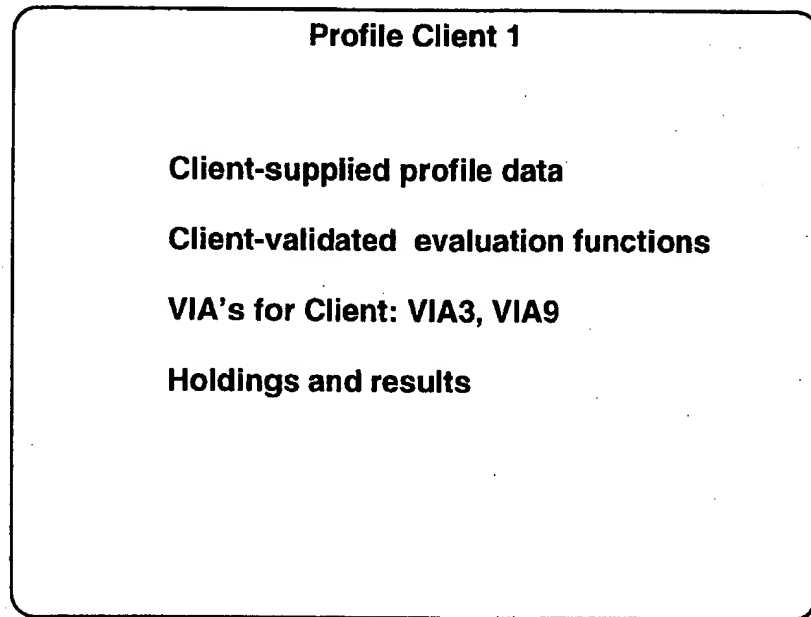 Profile Client 1
Client-supplied profile data
Client-validated evaluation functions
VIA's for Client: VIA3, VIA9
Holdings and results